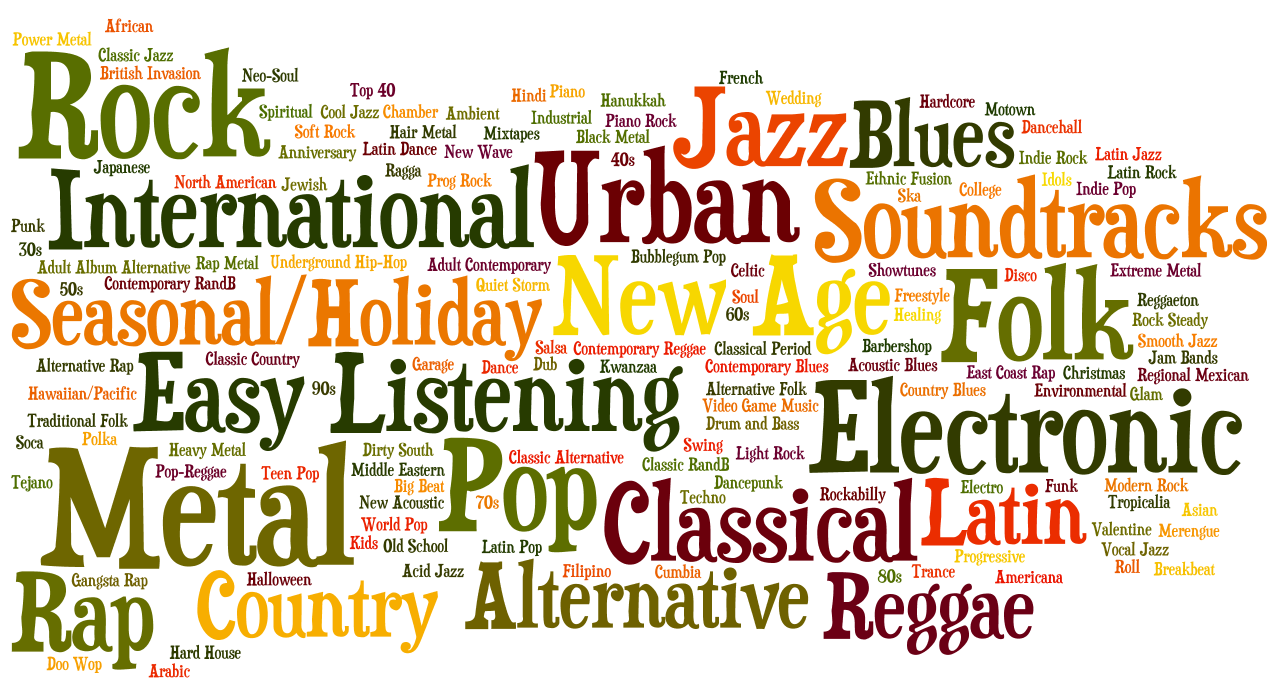 African
Power Metal
Classic Jazz
British Invasion
Rock
Neo-Soul
Top 40
Spiritual
Cool Jazz
Chamber
Ambient
Soft Rock
Hair Metal
Mixtapes
Anniversary
Latin Dance
New Wave
Hindi
Piano
Hanukkah
Industrial
Piano Rock
Black Metal
French
Wedding
Jazz
Blues
Hardcore
Motown
Dancehall
Indie Rock
Latin Jazz
Latin Rock
Japanese
North American
Jewish
Ragga
Prog Rock
40s
Urban
International
Ethnic Fusion
Ska
College
Idols
Indie Pop
Soundtracks
Punk
30s
Adult Album Alternative
Rap Metal
Underground Hip-Hop
Adult Contemporary
Bubblegum Pop
Celtic
Showtunes
Disco
Extreme Metal
50s
Contemporary RandB
Quiet Storm
Seasonal/Holiday
New Age
Soul
60s
Freestyle
Healing
Folk
Reggaeton
Rock Steady
Smooth Jazz
Jam Bands
Regional Mexican
Salsa
Contemporary Reggae
Classical Period
Barbershop
Alternative Rap
Classic Country
Garage
Dance
Dub
Kwanzaa
Contemporary Blues
Acoustic Blues
East Coast Rap
Christmas
Hawaiian/Pacific
Easy Listening
90s
Alternative Folk
Video Game Music
Drum and Bass
Country Blues
Environmental
Glam
Electronic
Traditional Folk
Soca
Polka
Heavy Metal
Dirty South
Swing
Light Rock
Tejano
Metal
Pop-Reggae
Teen Pop
Middle Eastern
Big Beat
New Acoustic
World Pop
Kids
Old School
Pop
70s
Classic Alternative
Classic RandB
Dancepunk
Techno
Rockabilly
Classical
Latin
Electro
Funk
Modern Rock
Tropicalia
Asian
Valentine
Merengue
Vocal Jazz
Roll
Breakbeat
Latin Pop
Progressive
Gangsta Rap
Rap
Halloween
Country
Acid Jazz
Alternative
Filipino
Cumbia
80s
Trance
Americana
Reggae
Hard House
Doo Wop
Arabic